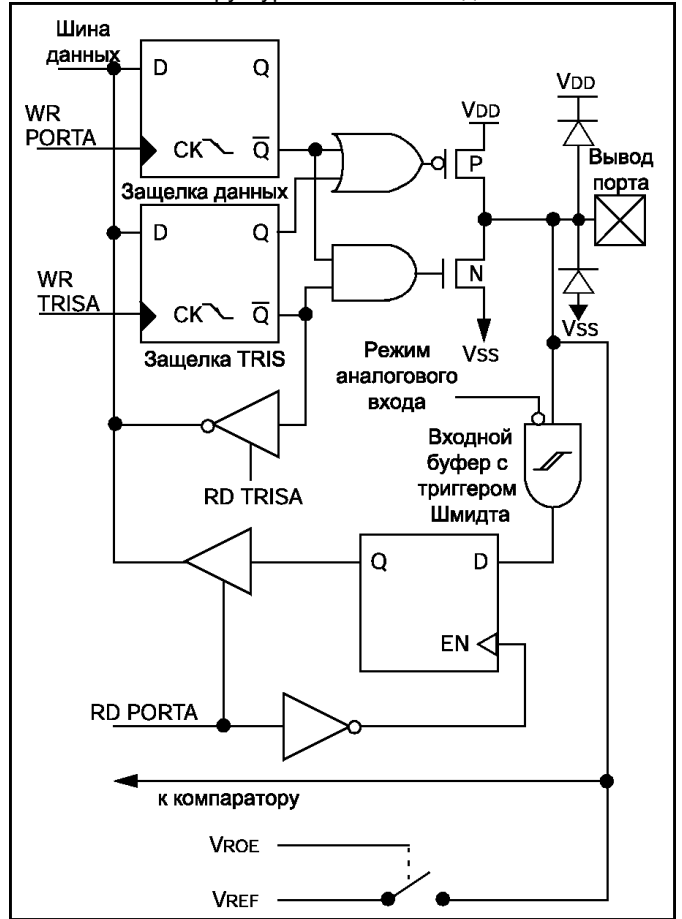 Шина
данных
D Q
WR
PORTA
CK Q
Защелка данных
VDD
P
VDD
Вывод
порта
D Q
WR
TRISA
CK Q
Защелка TRIS
N
VSS
VSS
Режим
аналогового
входа
Входной
буфер с
триггером
Шмидта
RD TRISA
Q D
EN
RD PORTA
к компаратору
VROE
VREF